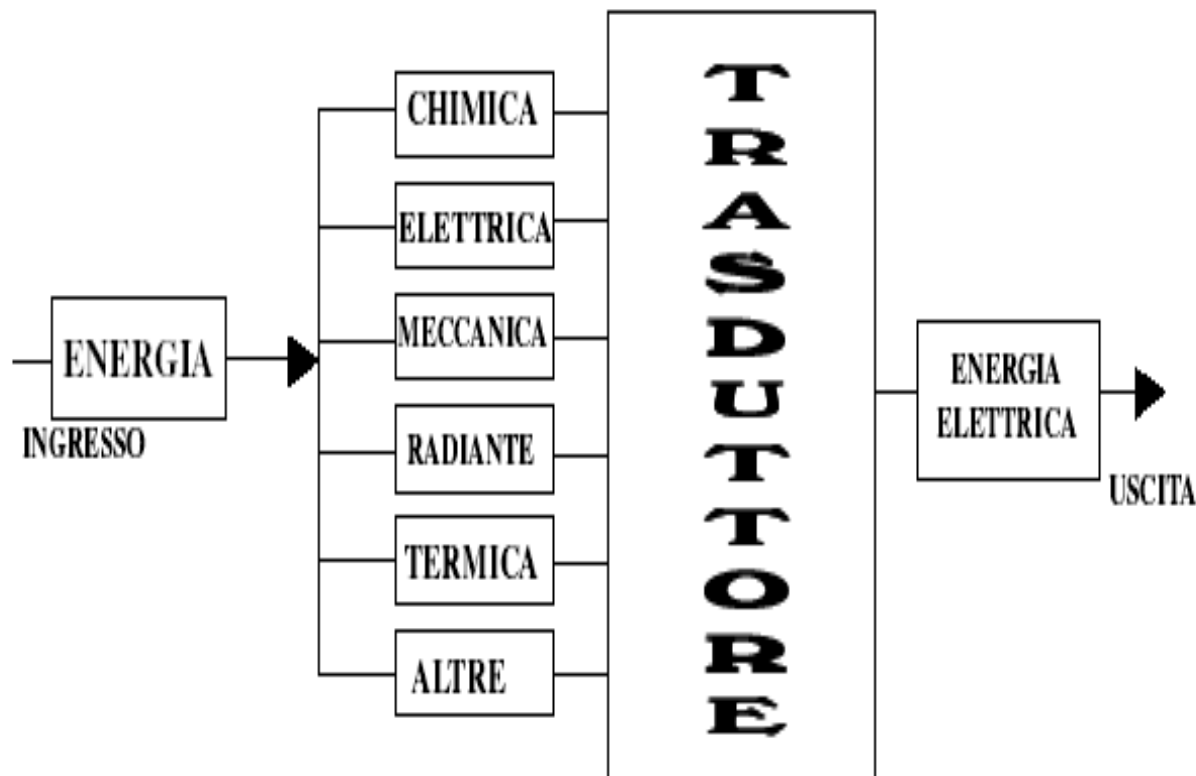 ENERGIA
INGRESSO
CHIMICA
ELETTRICA
MECCANICA
RADIANTE
TERMICA
ALTRE
TRASDUTTORE
ENERGIA
ELETTRICA
USCITA